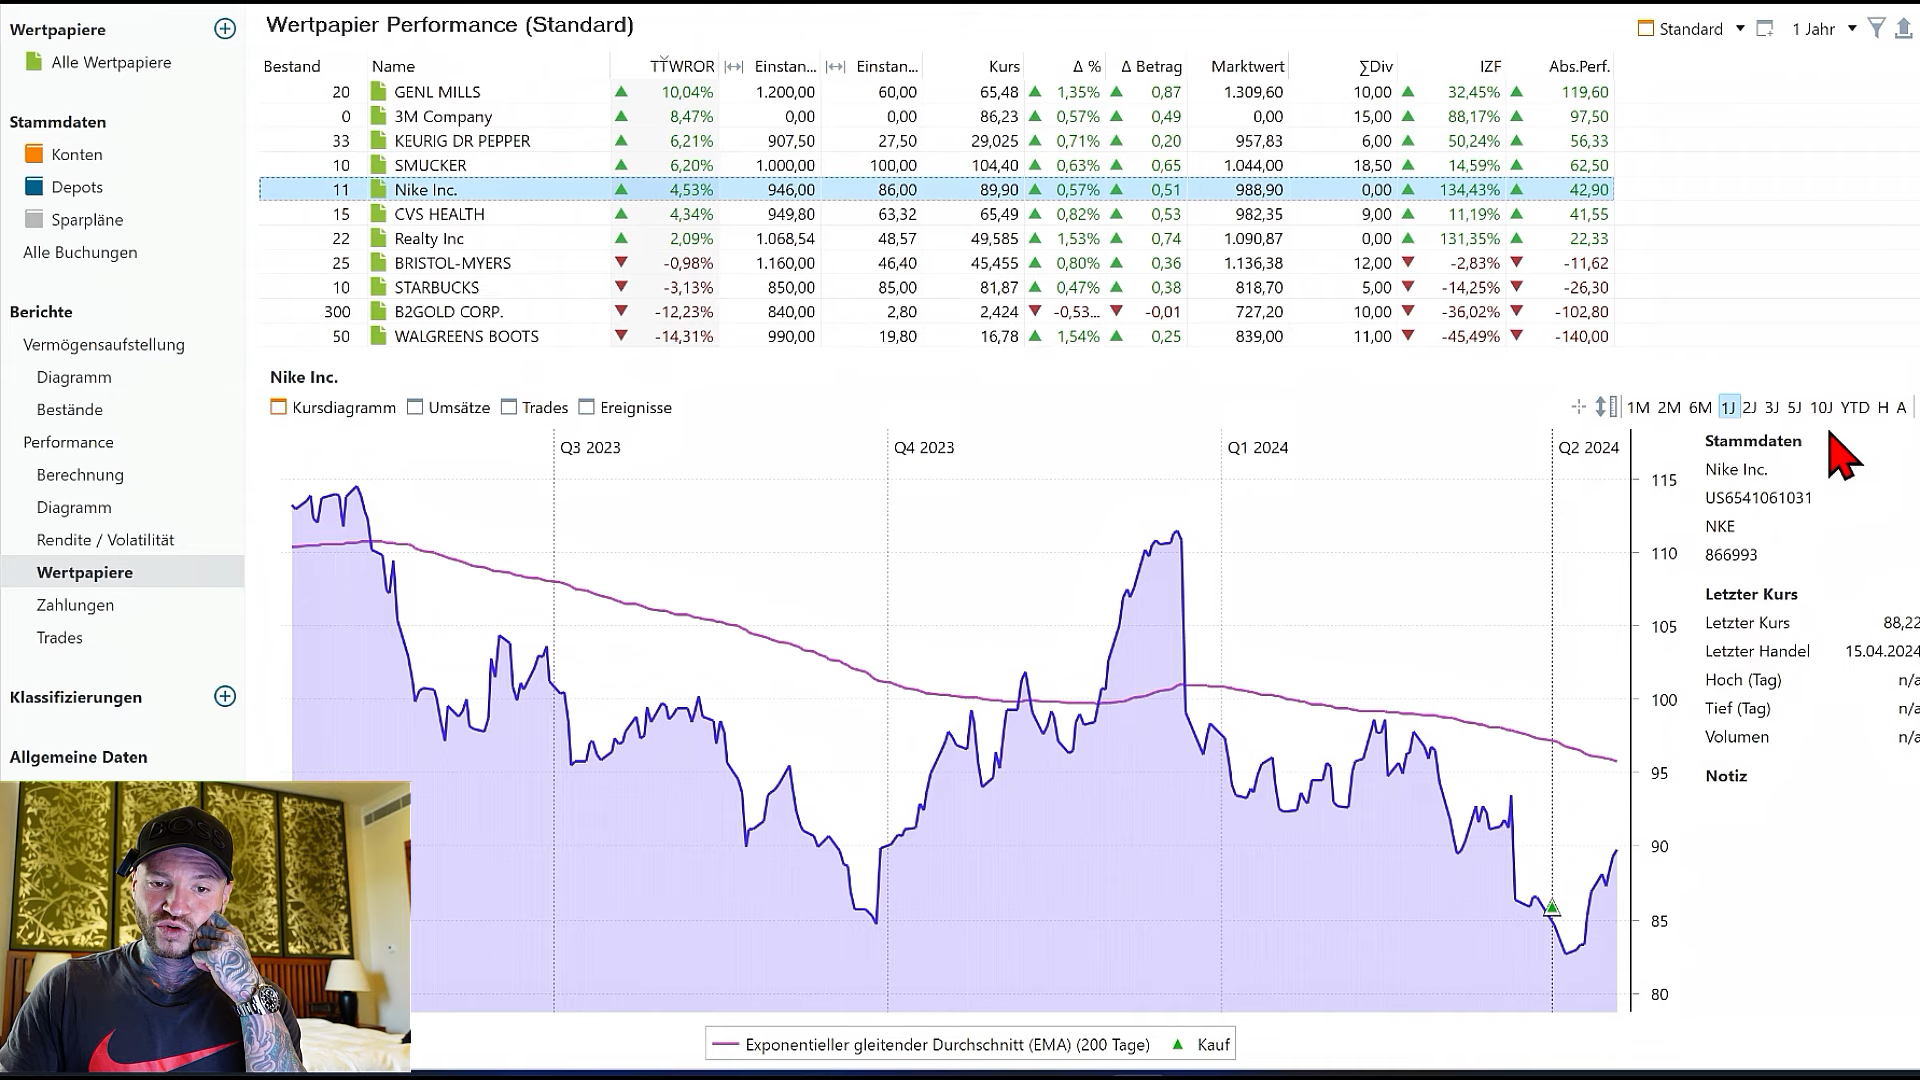 Wertpapiere
Alle Wertpapiere
Stammdaten
Konten
Depots
Sparpläne
Alle Buchungen
Berichte
Vermögensaufstellung
Diagramm
Bestände
Performance
Berechnung
Diagramm
Rendite / Volatilität
Wertpapiere
Zahlungen
Trades
Klassifizierungen
Allgemeine Daten
Wertpapier Performance (Standard)
Standard 1 Jahr
Bestand Name TTWROR Einstan... Einstan... Kurs Δ % Δ Betrag Marktwert ∑Div IZF Abs.Perf.
20 GENL MILLS 10,04% 1.200,00 60,00 65,48 1,35% 0,87 1.309,60 10,00 32,45% 119,60
0 3M Company 8,47% 0,00 0,00 86,23 0,57% 0,49 0,00 15,00 88,17% 97,50
33 KEURIG DR PEPPER 6,21% 907,50 27,50 29,025 0,71% 0,20 957,83 6,00 50,24% 56,33
10 SMUCKER 6,20% 1.000,00 100,00 104,40 0,63% 0,65 1.044,00 18,50 14,59% 62,50
11 Nike Inc. 4,53% 946,00 86,00 89,90 0,57% 0,51 988,90 0,00 134,43% 42,90
15 CVS HEALTH 4,34% 949,80 63,32 65,49 0,82% 0,53 982,35 9,00 11,19% 41,55
22 Realty Inc 2,09% 1.068,54 48,57 49,585 1,53% 0,74 1.090,87 0,00 131,35% 22,33
25 BRISTOL-MYERS -0,98% 1.160,00 46,40 45,455 0,80% 0,36 1.136,38 12,00 -2,83% -11,62
10 STARBUCKS -3,13% 850,00 85,00 81,87 0,47% 0,38 818,70 5,00 -14,25% -26,30
300 B2GOLD CORP. -12,23% 840,00 2,80 2,424 -0,53... -0,01 727,20 10,00 -36,02% -102,80
50 WALGREENS BOOTS -14,31% 990,00 19,80 16,78 1,54% 0,25 839,00 11,00 -45,49% -140,00
Nike Inc.
Kursdiagramm Umsätze Trades Ereignisse
1M 2M 6M 1J 2J 3J 5J 10J YTD H A
Q3 2023 Q4 2023 Q1 2024 Q2 2024
115
110
105
100
95
90
85
80
Exponentieller gleitender Durchschnitt (EMA) (200 Tage) Kauf
Stammdaten
Nike Inc.
US6541061031
NKE
866993
Letzter Kurs
Letzter Kurs 88,22
Letzter Handel 15.04.2024
Hoch (Tag) n/a
Tief (Tag) n/a
Volumen n/a
Notiz
BOSS